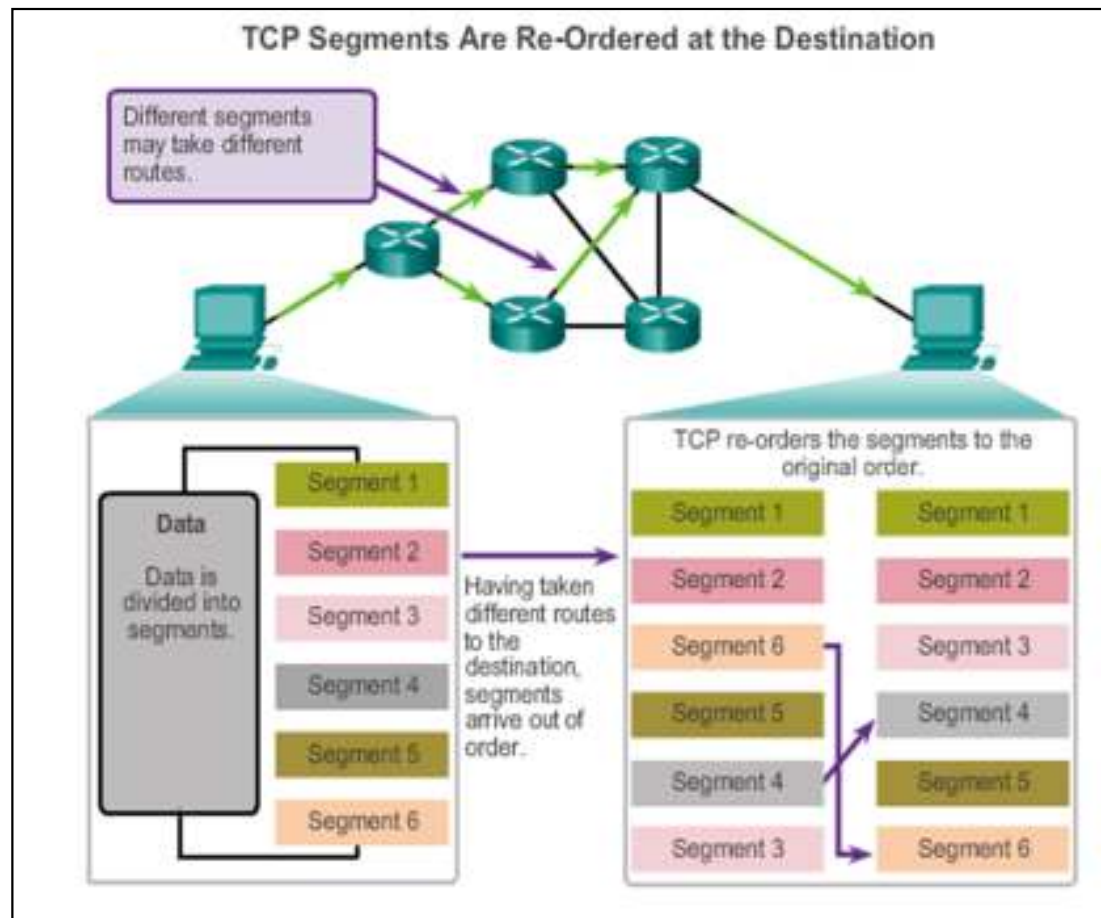 TCP Segments Are Re-Ordered at the Destination
Different segments
may take different
routes.
Data
Data is
divided into
segments.
Segment 1
Segment 2
Segment 3
Segment 4
Segment 5
Segment 6
Having taken
different routes
to the
destination,
segments
arrive out of
order.
TCP re-orders the segments to the
original order.
Segment 1
Segment 2
Segment 6
Segment 5
Segment 4
Segment 3
Segment 1
Segment 2
Segment 3
Segment 4
Segment 5
Segment 6